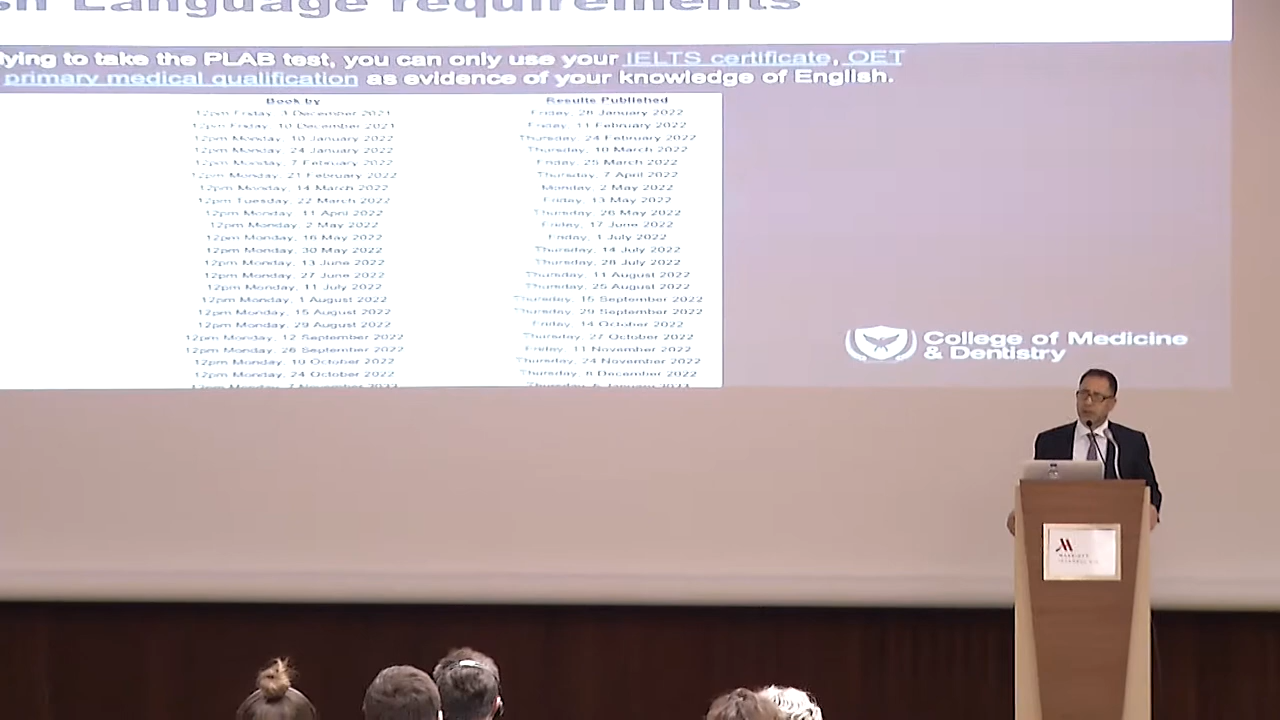 Language requirements
to take the PLAB test, you can only use your IELTS certificate, OET
primary medical qualification as evidence of your knowledge of English.
Book by Results Published
12pm Friday, 3 December 2021 Friday, 28 January 2022
12pm Friday, 10 December 2021 Friday, 11 February 2022
12pm Monday, 10 January 2022 Thursday, 24 February 2022
12pm Monday, 24 January 2022 Thursday, 10 March 2022
12pm Monday, 7 February 2022 Friday, 25 March 2022
12pm Monday, 21 February 2022 Thursday, 7 April 2022
12pm Monday, 14 March 2022 Monday, 2 May 2022
12pm Tuesday, 22 March 2022 Friday, 13 May 2022
12pm Monday, 11 April 2022 Thursday, 26 May 2022
12pm Monday, 2 May 2022 Friday, 17 June 2022
12pm Monday, 16 May 2022 Friday, 1 July 2022
12pm Monday, 30 May 2022 Thursday, 14 July 2022
12pm Monday, 13 June 2022 Thursday, 28 July 2022
12pm Monday, 27 June 2022 Thursday, 11 August 2022
12pm Monday, 11 July 2022 Thursday, 25 August 2022
12pm Monday, 1 August 2022 Thursday, 15 September 2022
12pm Monday, 15 August 2022 Thursday, 29 September 2022
12pm Monday, 29 August 2022 Friday, 14 October 2022
12pm Monday, 12 September 2022 Thursday, 27 October 2022
12pm Monday, 26 September 2022 Friday, 11 November 2022
12pm Monday, 10 October 2022 Thursday, 24 November 2022
12pm Monday, 24 October 2022 Thursday, 8 December 2022
College of Medicine
& Dentistry